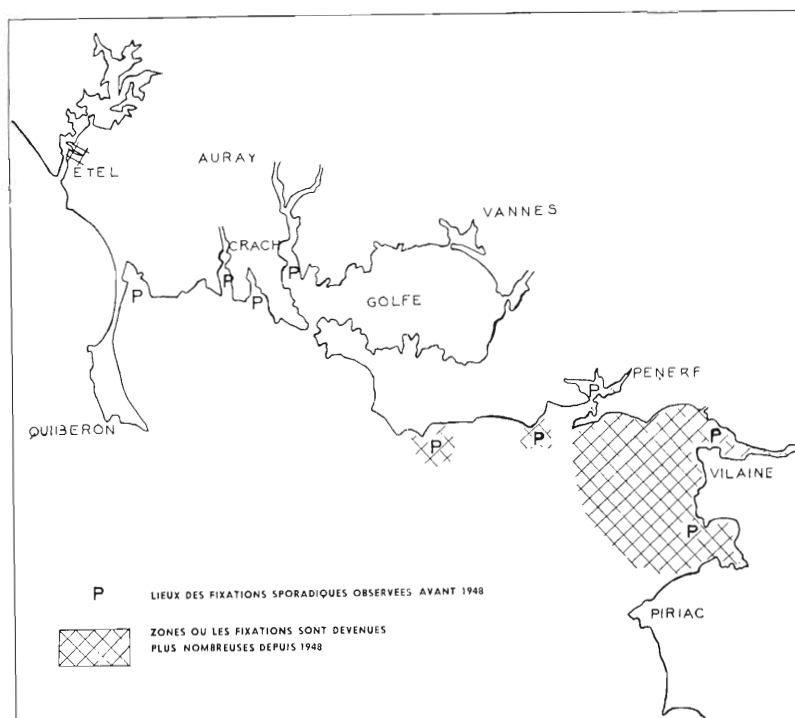 ETEL
AURAY
VANNES
CRACH
P
P
P
P
GOLFE
P
PENERF
QUIBERON
P
P
P
VILAINE
P
PIRIAC
P LIEUX DES FIXATIONS SPORADIQUES OBSERVEES AVANT 1948
ZONES OU LES FIXATIONS SONT DEVENUES
PLUS NOMBREUSES DEPUIS 1948